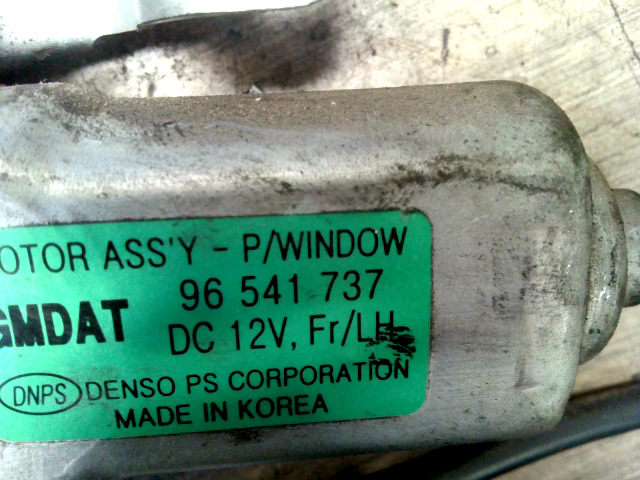 OTOR ASS'Y - P/WINDOW
96 541 737
GMDAT
DC 12V, Fr/LH
DNPS DENSO PS CORPORATION
MADE IN KOREA